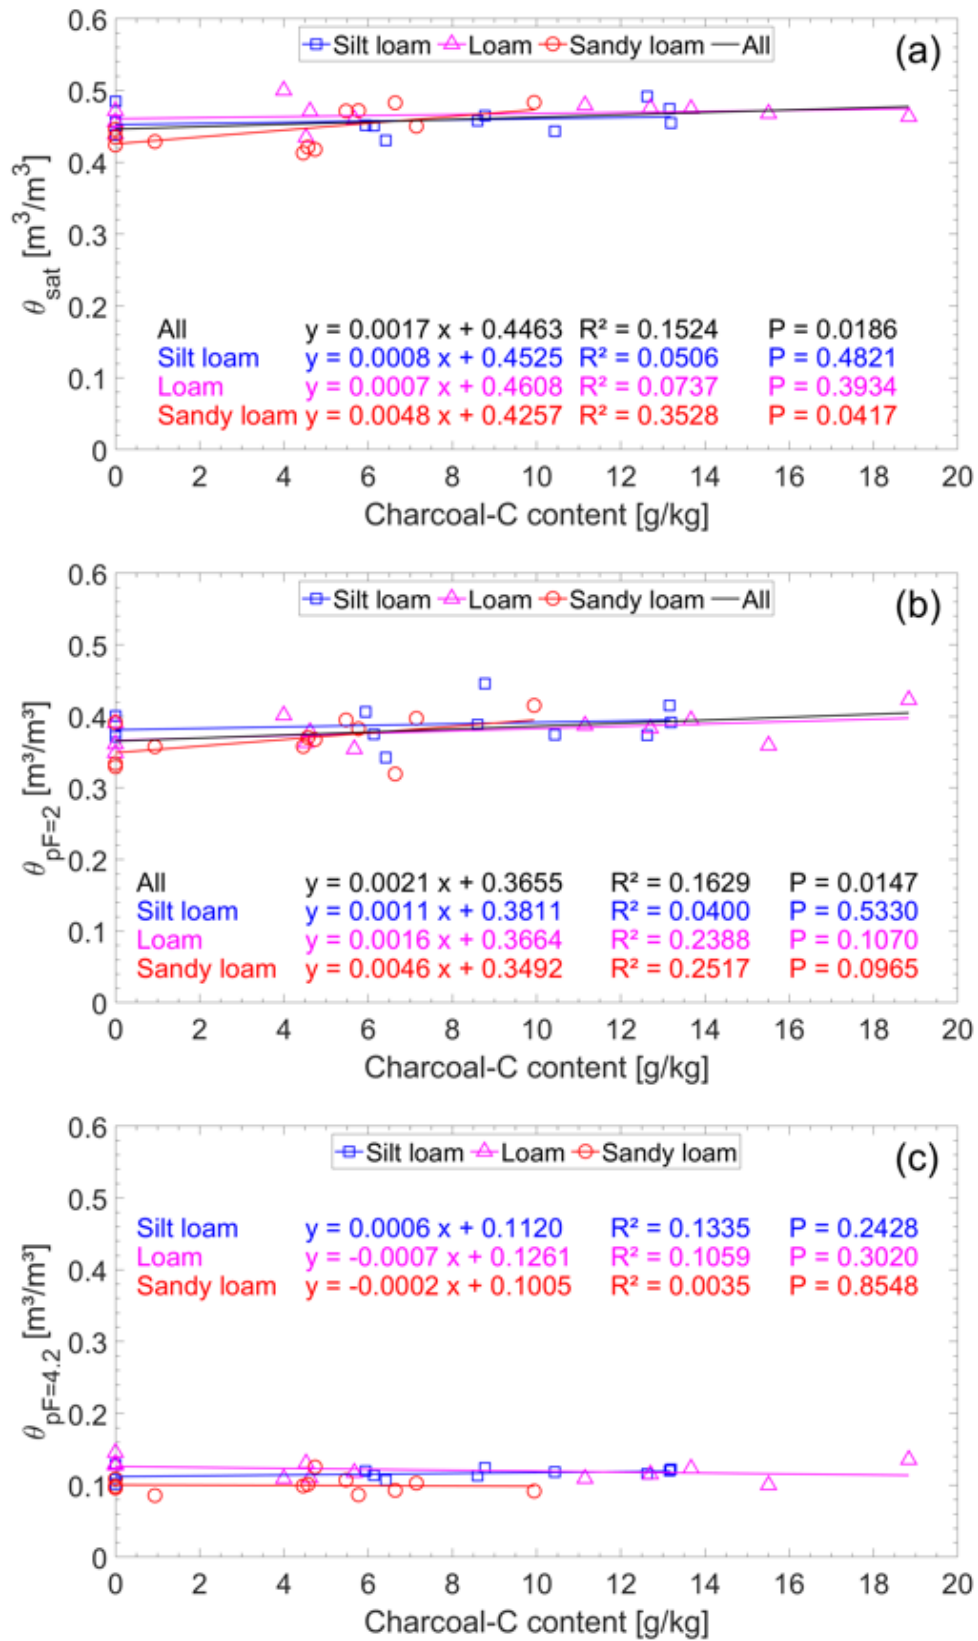 0.6
Silt loam Loam Sandy loam All
(a)
0.5
0.4
0.3
θsat [m³/m³]
0.2
All y = 0.0017 x + 0.4463 R² = 0.1524 P = 0.0186
Silt loam y = 0.0008 x + 0.4525 R² = 0.0506 P = 0.4821
0.1
Loam y = 0.0007 x + 0.4608 R² = 0.0737 P = 0.3934
Sandy loam y = 0.0048 x + 0.4257 R² = 0.3528 P = 0.0417
0
0 2 4 6 8 10 12 14 16 18 20
Charcoal-C content [g/kg]
0.6
Silt loam Loam Sandy loam All
(b)
0.5
0.4
0.3
θpF=2 [m³/m³]
0.2
All y = 0.0021 x + 0.3655 R² = 0.1629 P = 0.0147
Silt loam y = 0.0011 x + 0.3811 R² = 0.0400 P = 0.5330
0.1
Loam y = 0.0016 x + 0.3664 R² = 0.2388 P = 0.1070
Sandy loam y = 0.0046 x + 0.3492 R² = 0.2517 P = 0.0965
0
0 2 4 6 8 10 12 14 16 18 20
Charcoal-C content [g/kg]
0.6
Silt loam Loam Sandy loam
(c)
0.5
Silt loam y = 0.0006 x + 0.1120 R² = 0.1335 P = 0.2428
Loam y = -0.0007 x + 0.1261 R² = 0.1059 P = 0.3020
0.4
Sandy loam y = -0.0002 x + 0.1005 R² = 0.0035 P = 0.8548
0.3
θpF=4.2 [m³/m³]
0.2
0.1
0
0 2 4 6 8 10 12 14 16 18 20
Charcoal-C content [g/kg]